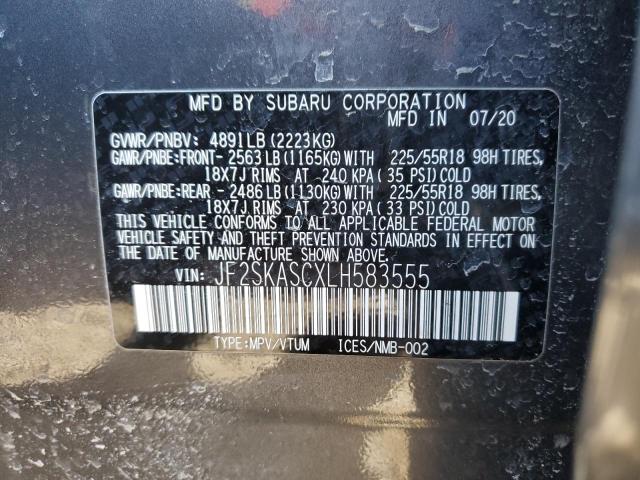 MFD BY SUBARU CORPORATION
MFD IN 07/20
GVWR/PNBV: 4891LB(2223KG)
GAWR/PNBE:FRONT- 2563LB(1165KG)WITH 225/55R18 98H TIRES,
18X7J RIMS AT 240 KPA(35 PSI)COLD
GAWR/PNBE:REAR - 2486LB(1130KG)WITH 225/55R18 98H TIRES,
18X7J RIMS AT 230 KPA(33 PSI)COLD
THIS VEHICLE CONFORMS TO ALL APPLICABLE FEDERAL MOTOR
VEHICLE SAFETY AND THEFT PREVENTION STANDARDS IN EFFECT ON
THE DATE OF MANUFACTURE SHOWN ABOVE.
VIN: JF2SKASCXLH583555
TYPE:MPV/VTUM ICES/NMB-002